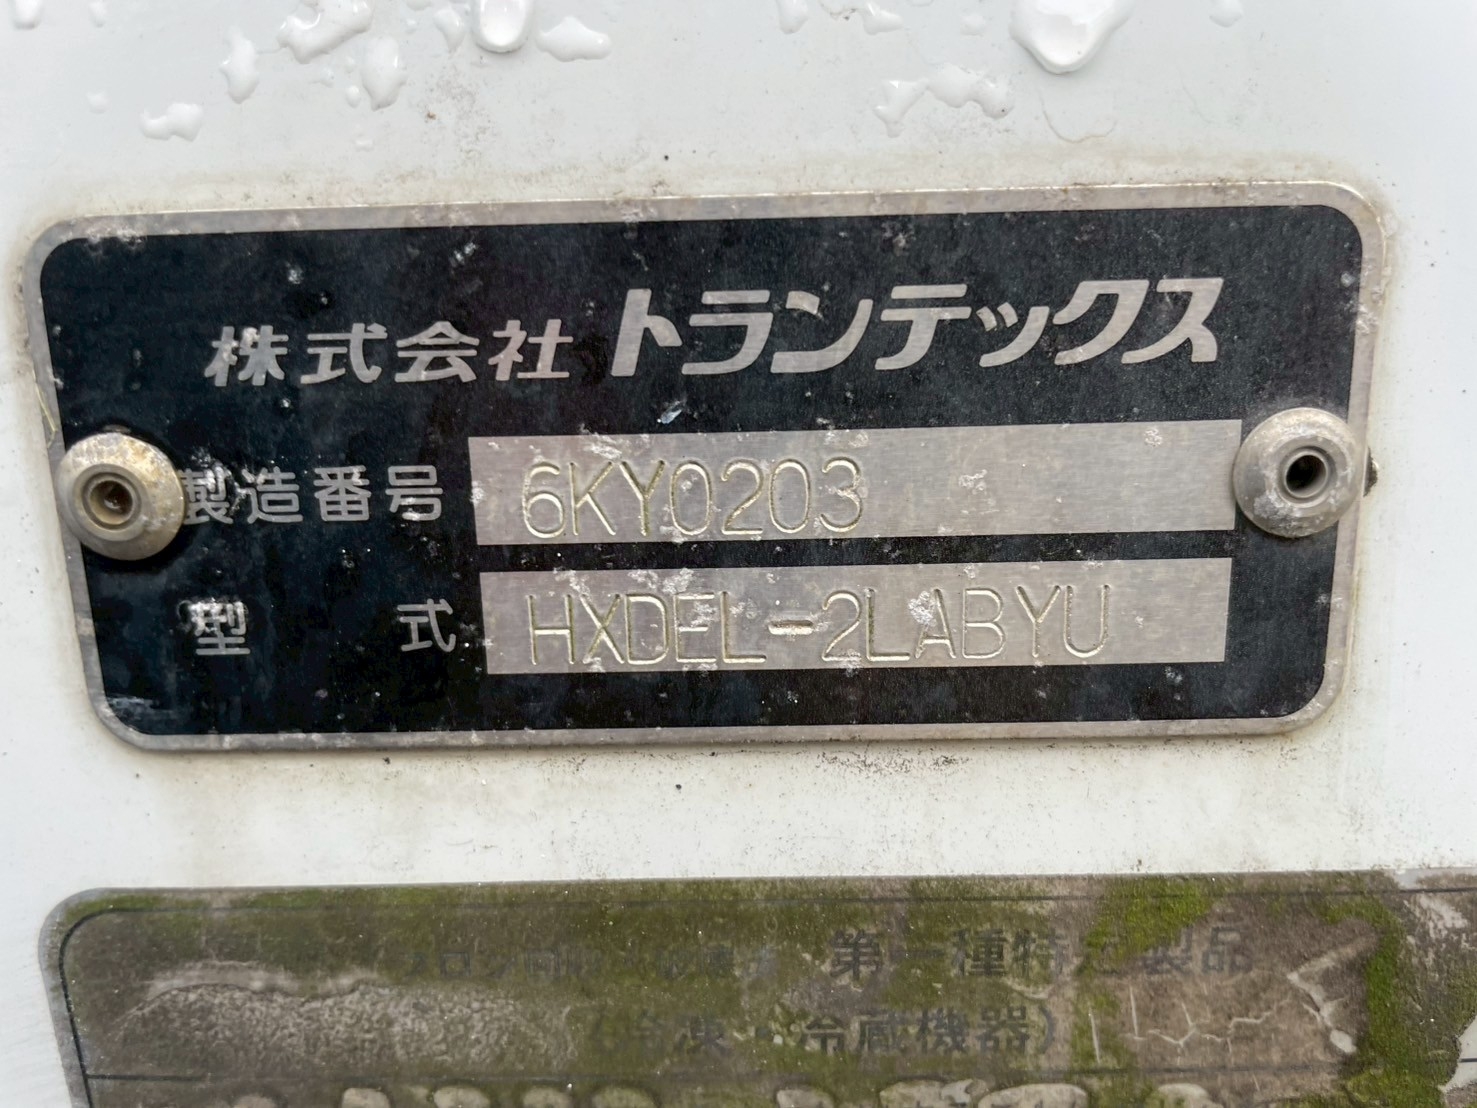 株式会社 トランテックス
製造番号 6KY0203
型式 HXDEL-2LABYU
第一種特定製品
(冷凍・冷蔵機器)